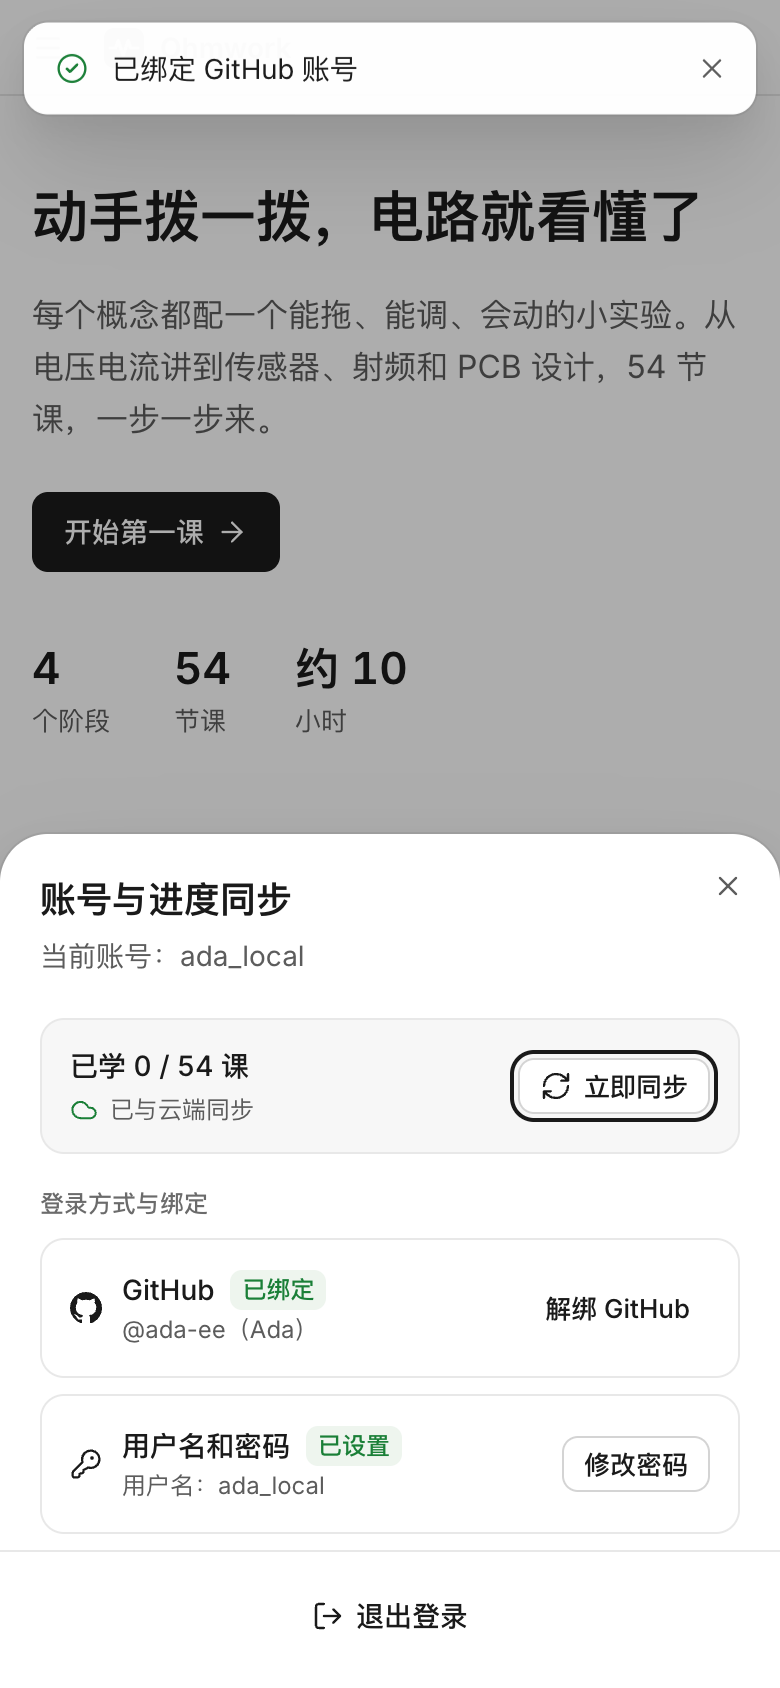 已绑定 GitHub 账号
动手拨一拨，电路就看懂了
每个概念都配一个能拖、能调、会动的小实验。从
电压电流讲到传感器、射频和 PCB 设计，54 节
课，一步一步来。
开始第一课
4
个阶段
54
节课
约 10
小时
账号与进度同步
当前账号：ada_local
已学 0 / 54 课
已与云端同步
立即同步
登录方式与绑定
GitHub 已绑定
@ada-ee（Ada）
解绑 GitHub
用户名和密码 已设置
用户名：ada_local
修改密码
退出登录